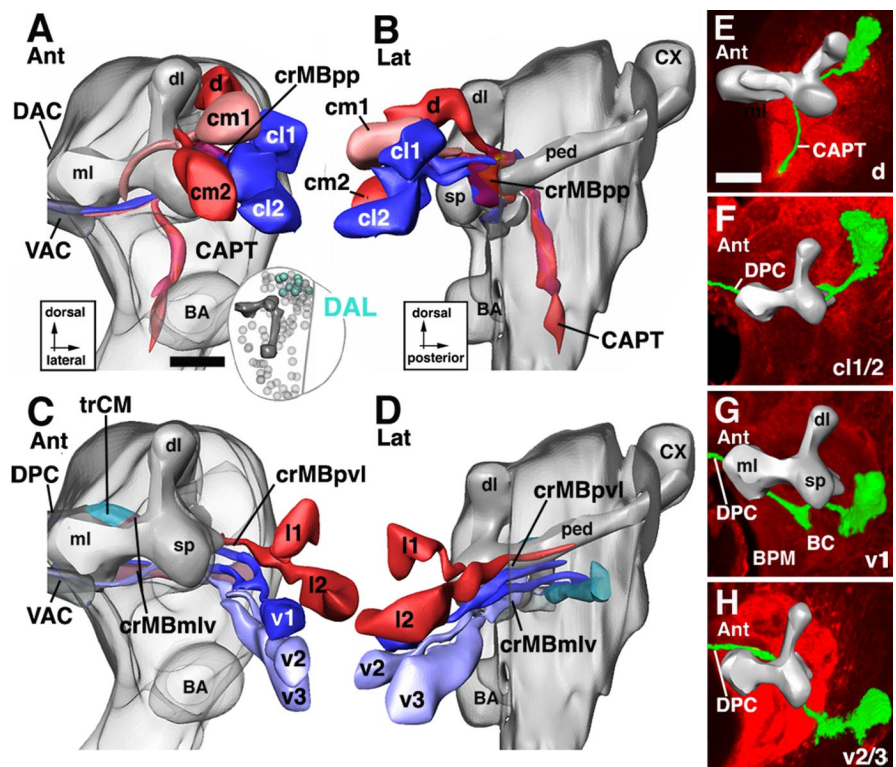 A
Ant
dl
d
crMBpp
DAC
cm1
cl1
ml
cm2
cl2
VAC
CAPT
BA
dorsal
lateral
DAL
B
Lat
CX
d
dl
cm1
cl1
ped
cm2
sp
crMBpp
cl2
BA
dorsal
posterior
CAPT
C
trCM
Ant
DPC
dl
crMBpvl
ml
sp
l1
l2
VAC
v1
crMBmlv
v2
BA
v3
D
Lat
CX
dl
crMBpvl
ped
l1
l2
crMBmlv
v2
v3
BA
E
Ant
ml
CAPT
d
F
Ant
DPC
cl1/2
G
Ant
dl
ml
sp
DPC
BC
BPM
v1
H
Ant
DPC
v2/3